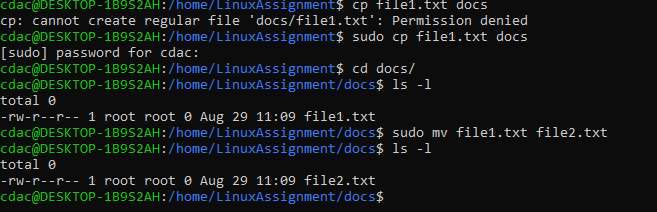 cdac@DESKTOP-1B9S2AH:/home/LinuxAssignment$ cp file1.txt docs
cp: cannot create regular file 'docs/file1.txt': Permission denied
cdac@DESKTOP-1B9S2AH:/home/LinuxAssignment$ sudo cp file1.txt docs
[sudo] password for cdac:
cdac@DESKTOP-1B9S2AH:/home/LinuxAssignment$ cd docs/
cdac@DESKTOP-1B9S2AH:/home/LinuxAssignment/docs$ ls -l
total 0
-rw-r--r-- 1 root root 0 Aug 29 11:09 file1.txt
cdac@DESKTOP-1B9S2AH:/home/LinuxAssignment/docs$ sudo mv file1.txt file2.txt
cdac@DESKTOP-1B9S2AH:/home/LinuxAssignment/docs$ ls -l
total 0
-rw-r--r-- 1 root root 0 Aug 29 11:09 file2.txt
cdac@DESKTOP-1B9S2AH:/home/LinuxAssignment/docs$